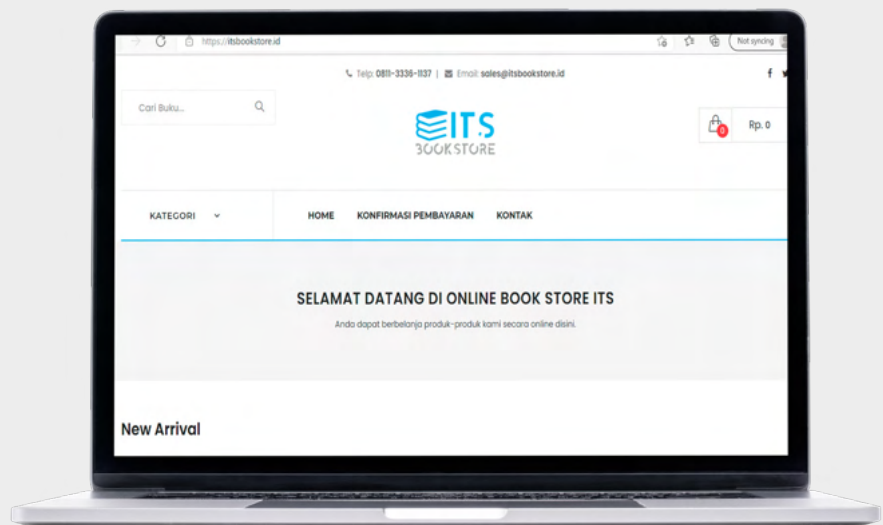 https://itsbookstore.id
Not syncing
Telp: 0811-3336-1137 | Email: sales@itsbookstore.id
Cari Buku...
ITS
BOOKSTORE
0
Rp. 0
KATEGORI
HOME KONFIRMASI PEMBAYARAN KONTAK
SELAMAT DATANG DI ONLINE BOOK STORE ITS
Anda dapat berbelanja produk-produk kami secara online disini.
New Arrival